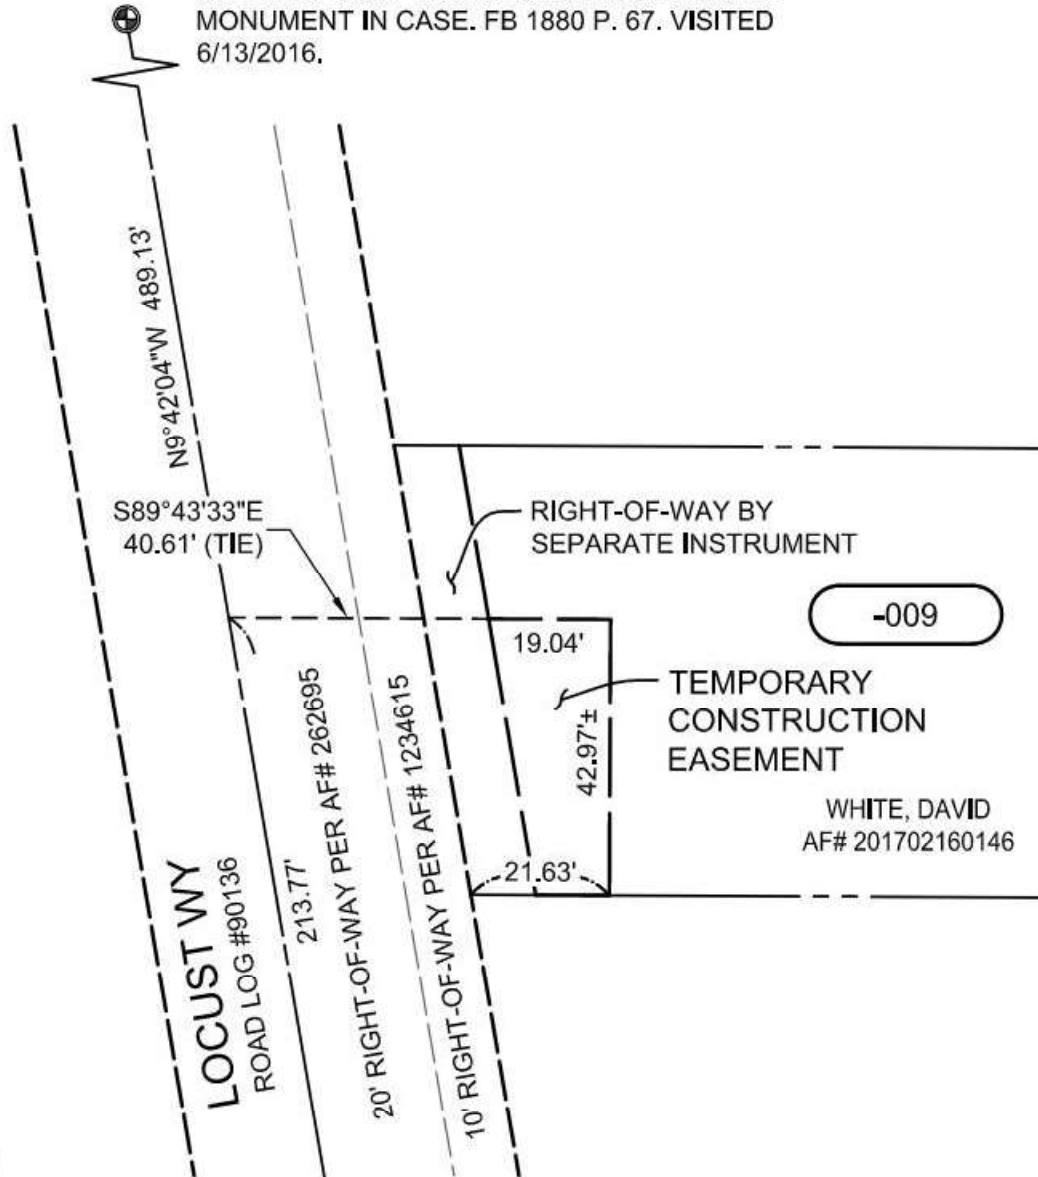 MONUMENT IN CASE. FB 1880 P. 67. VISITED
6/13/2016.
N9°42'04"W 489.13'
S89°43'33"E
40.61' (TIE)
RIGHT-OF-WAY BY
SEPARATE INSTRUMENT
-009
19.04'
TEMPORARY
CONSTRUCTION
EASEMENT
42.97'±
WHITE, DAVID
AF# 201702160146
21.63'
LOCUST WY
ROAD LOG #90136
213.77'
20' RIGHT-OF-WAY PER AF# 262695
10' RIGHT-OF-WAY PER AF# 1234615